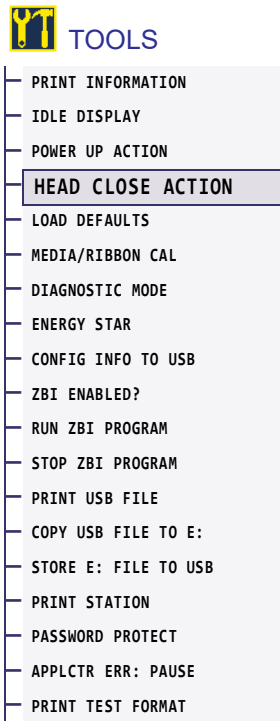 TOOLS
PRINT INFORMATION
IDLE DISPLAY
POWER UP ACTION
HEAD CLOSE ACTION
LOAD DEFAULTS
MEDIA/RIBBON CAL
DIAGNOSTIC MODE
ENERGY STAR
CONFIG INFO TO USB
ZBI ENABLED?
RUN ZBI PROGRAM
STOP ZBI PROGRAM
PRINT USB FILE
COPY USB FILE TO E:
STORE E: FILE TO USB
PRINT STATION
PASSWORD PROTECT
APPLCTR ERR: PAUSE
PRINT TEST FORMAT